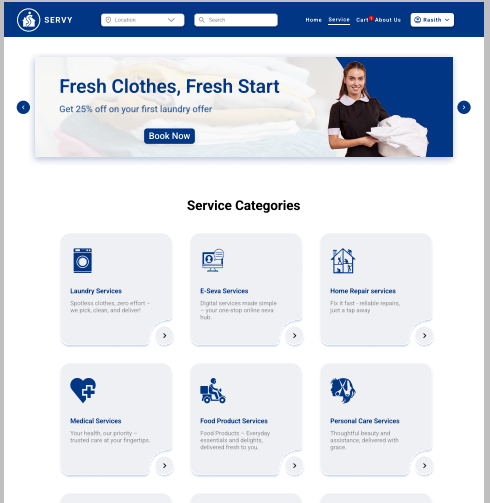 SERVY
Location
Search
Home
Service
Cart
About Us
Rasith
Fresh Clothes, Fresh Start
Get 25% off on your first laundry offer
Book Now
Service Categories
Laundry Services
Spotless clothes, zero effort –
we pick, clean, and deliver!
E-Seva Services
Digital services made simple
– your one-stop online seva
hub.
Home Repair services
Fix it fast - reliable repairs,
just a tap away
Medical Services
Your health, our priority –
trusted care at your fingertips.
Food Product Services
Food Products – Everyday
essentials and delights,
delivered fresh to you.
Personal Care Services
Thoughtful beauty and
assistance, delivered with
grace.